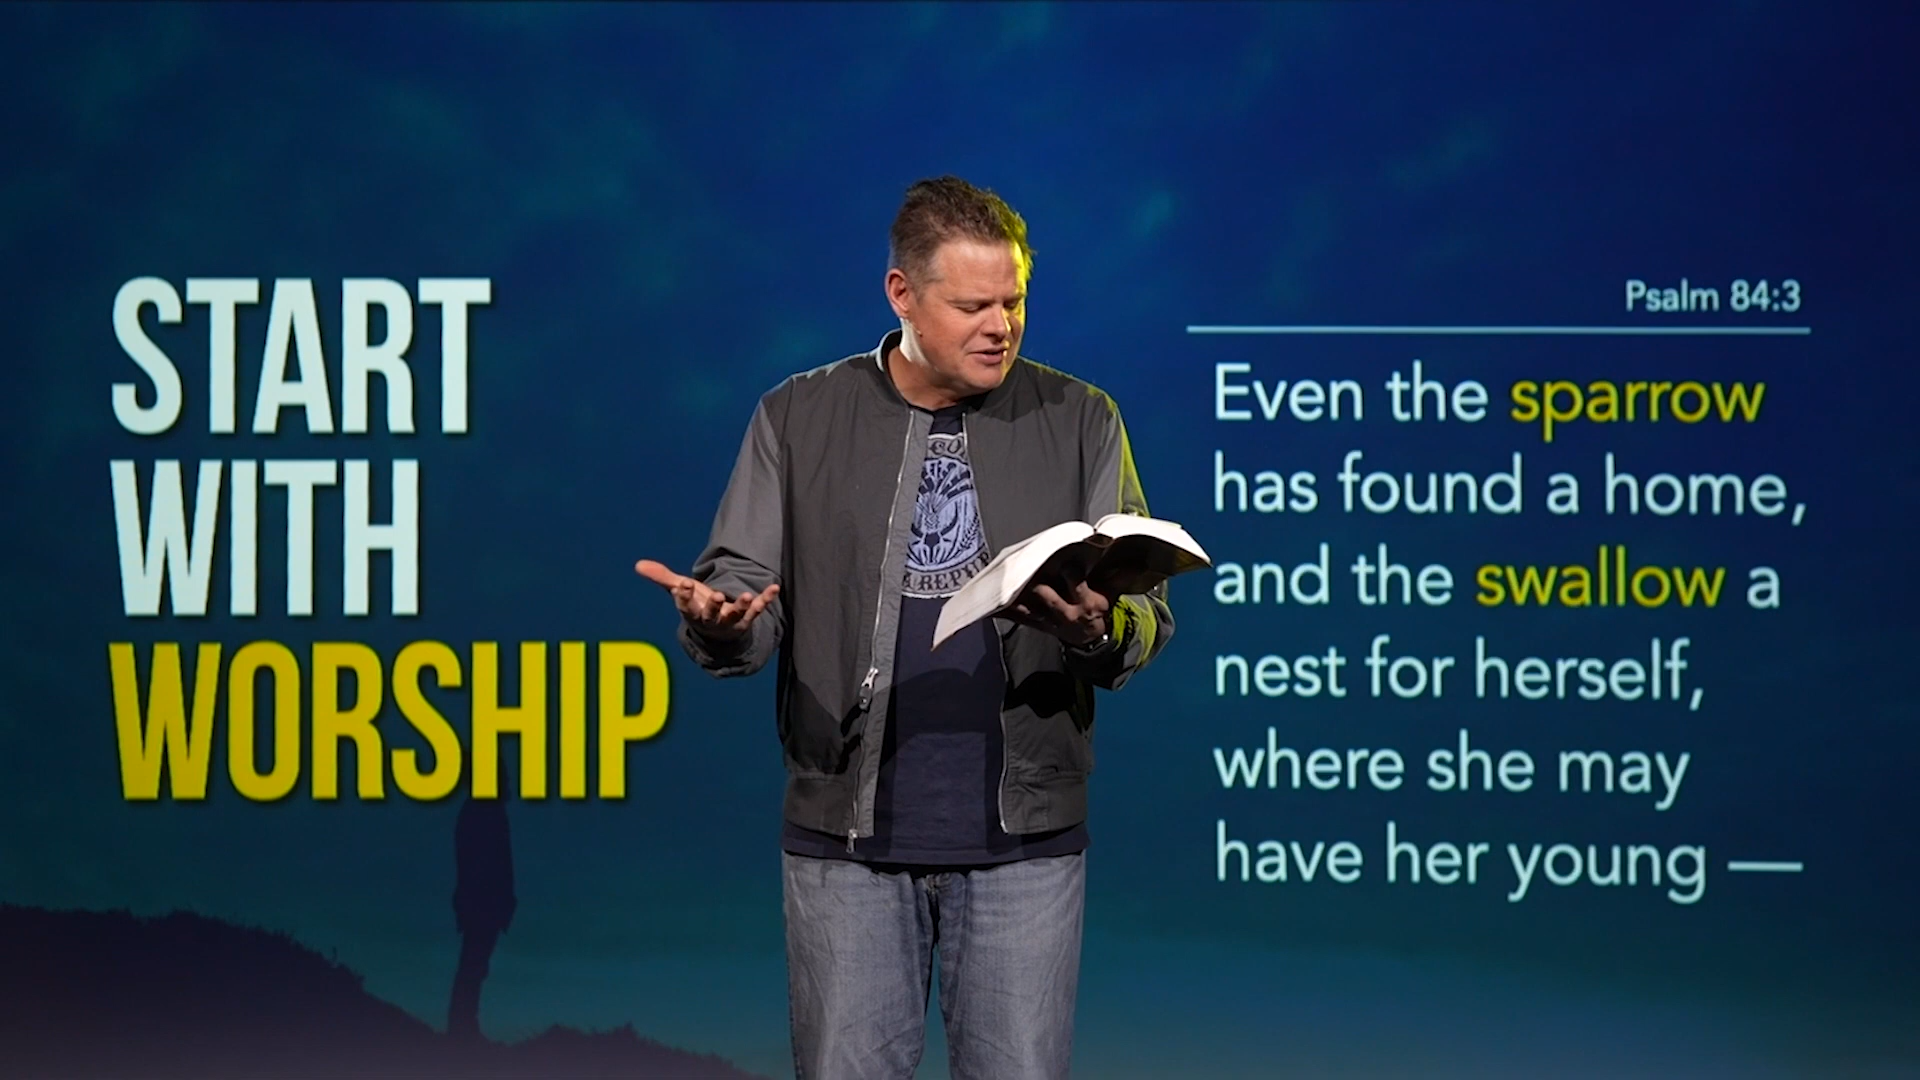 START
WITH
WORSHIP
Psalm 84:3
Even the sparrow
has found a home,
and the swallow a
nest for herself,
where she may
have her young —